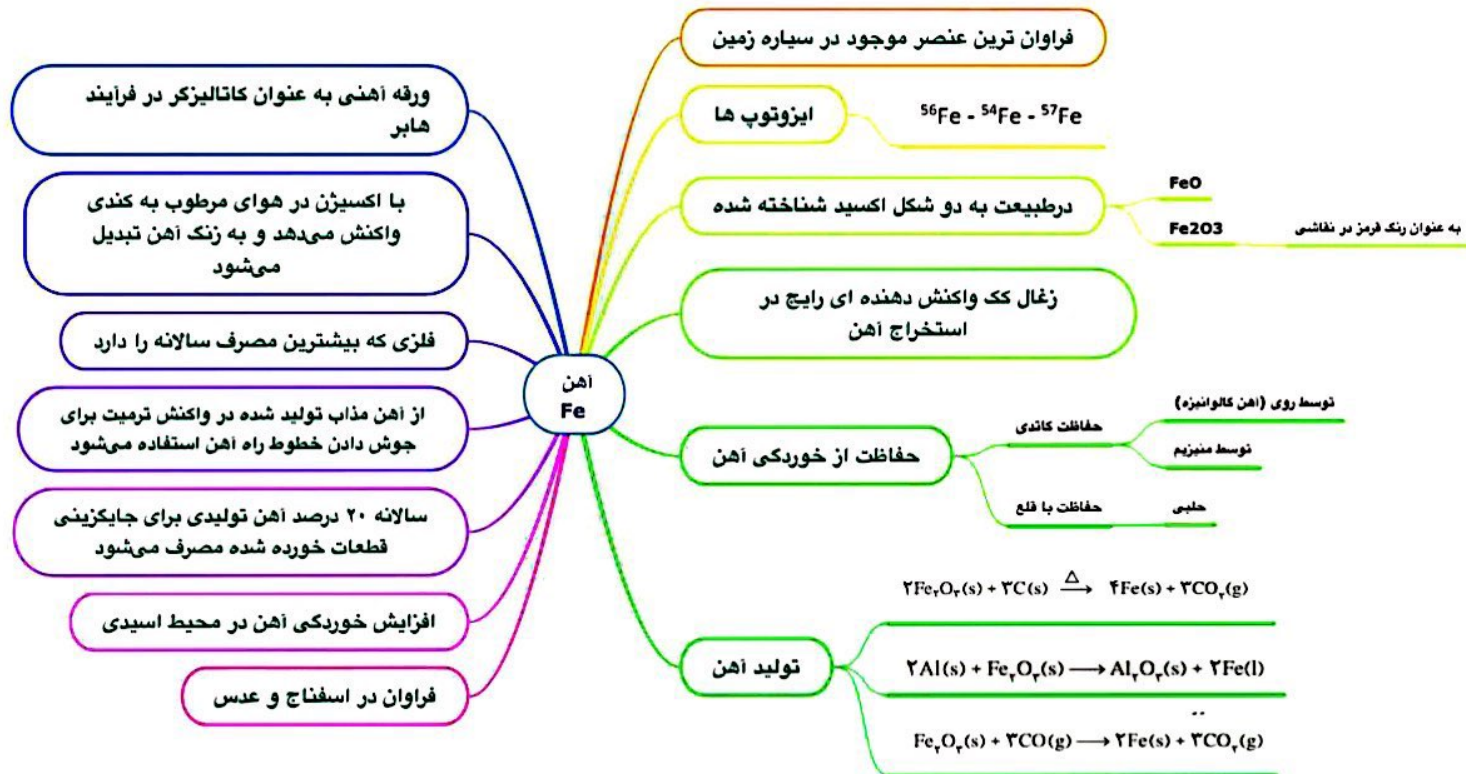 آهن
Fe
فراوان ترین عنصر موجود در سیاره زمین
ایزوتوپ ها
⁵⁶Fe - ⁵⁴Fe - ⁵⁷Fe
درطبیعت به دو شکل اکسید شناخته شده
FeO
Fe2O3
به عنوان رنگ قرمز در نقاشی
زغال کک واکنش دهنده ای رایج در
استخراج آهن
حفاظت از خوردگی آهن
حفاظت کاتدی
توسط روی (آهن گالوانیزه)
توسط منیزیم
حفاظت با قلع
حلبی
تولید آهن
۲Fe₂O₃(s) + ۳C(s) →^Δ ۴Fe(s) + ۳CO₂(g)
۲Al(s) + Fe₂O₃(s) → Al₂O₃(s) + ۲Fe(l)
Fe₂O₃(s) + ۳CO(g) → ۲Fe(s) + ۳CO₂(g)
ورقه آهنی به عنوان کاتالیزگر در فرآیند
هابر
با اکسیژن در هوای مرطوب به کندی
واکنش می‌دهد و به زنگ آهن تبدیل
می‌شود
فلزی که بیشترین مصرف سالانه را دارد
از آهن مذاب تولید شده در واکنش ترمیت برای
جوش دادن خطوط راه آهن استفاده می‌شود
سالانه ۲۰ درصد آهن تولیدی برای جایگزینی
قطعات خورده شده مصرف می‌شود
افزایش خوردگی آهن در محیط اسیدی
فراوان در اسفناج و عدس